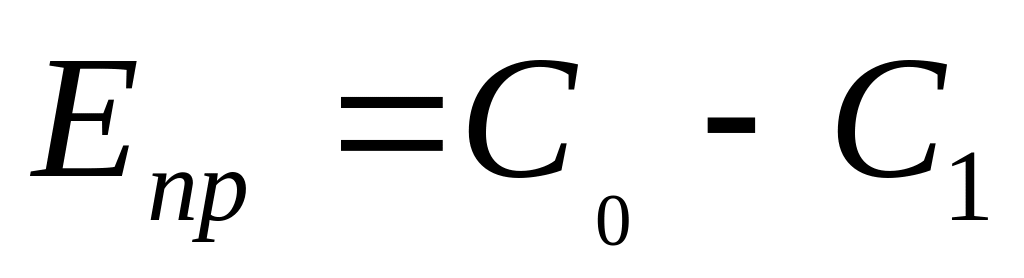 Eпр = C₀ - C₁